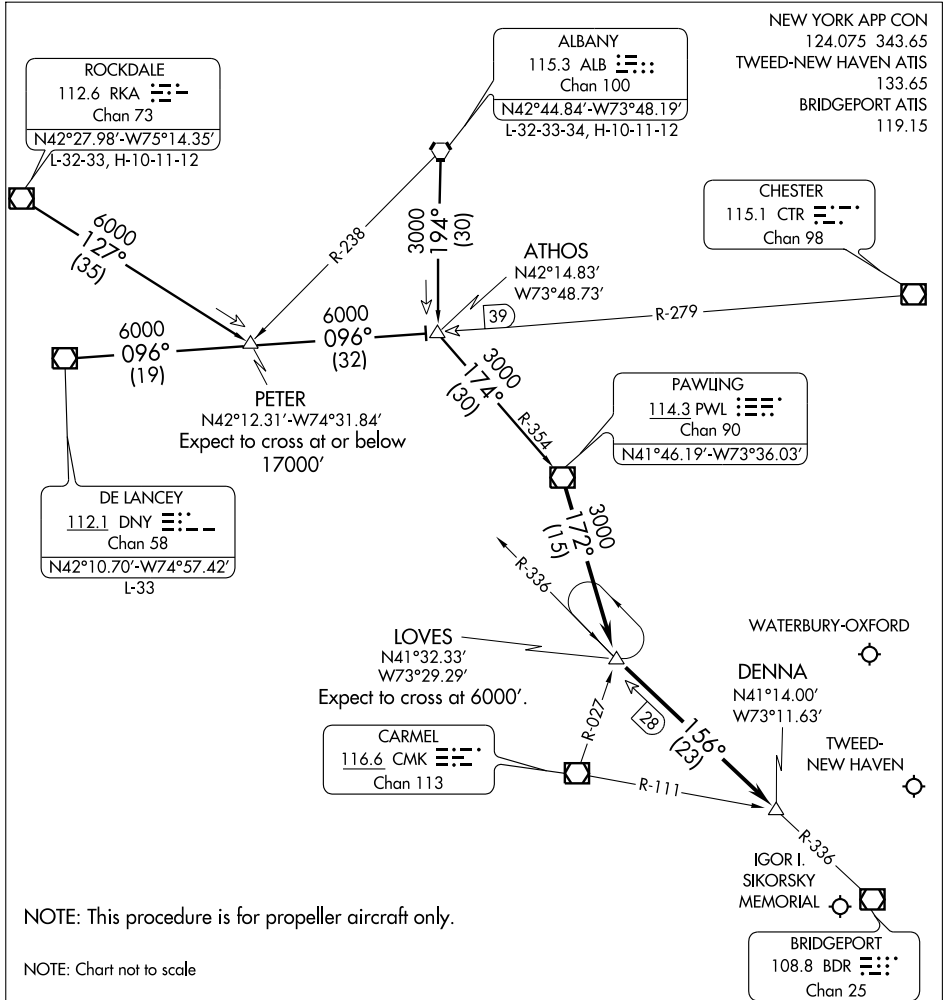 NEW YORK APP CON
124.075 343.65
TWEED-NEW HAVEN ATIS
133.65
BRIDGEPORT ATIS
119.15
ROCKDALE
112.6 RKA
Chan 73
N42°27.98'-W75°14.35'
L-32-33, H-10-11-12
ALBANY
115.3 ALB
Chan 100
N42°44.84'-W73°48.19'
L-32-33-34, H-10-11-12
CHESTER
115.1 CTR
Chan 98
6000
127°
(35)
R-238
3000
194°
(30)
ATHOS
N42°14.83'
W73°48.73'
39
R-279
6000
096°
(19)
6000
096°
(32)
PETER
N42°12.31'-W74°31.84'
Expect to cross at or below
17000'
3000
174°
(30)
R-354
PAWLING
114.3 PWL
Chan 90
N41°46.19'-W73°36.03'
DE LANCEY
112.1 DNY
Chan 58
N42°10.70'-W74°57.42'
L-33
3000
172°
(15)
R-336
LOVES
N41°32.33'
W73°29.29'
Expect to cross at 6000'.
WATERBURY-OXFORD
DENNA
N41°14.00'
W73°11.63'
R-027
28
156°
(23)
CARMEL
116.6 CMK
Chan 113
R-111
TWEED-
NEW HAVEN
R-336
IGOR I.
SIKORSKY
MEMORIAL
BRIDGEPORT
108.8 BDR
Chan 25
NOTE: This procedure is for propeller aircraft only.
NOTE: Chart not to scale